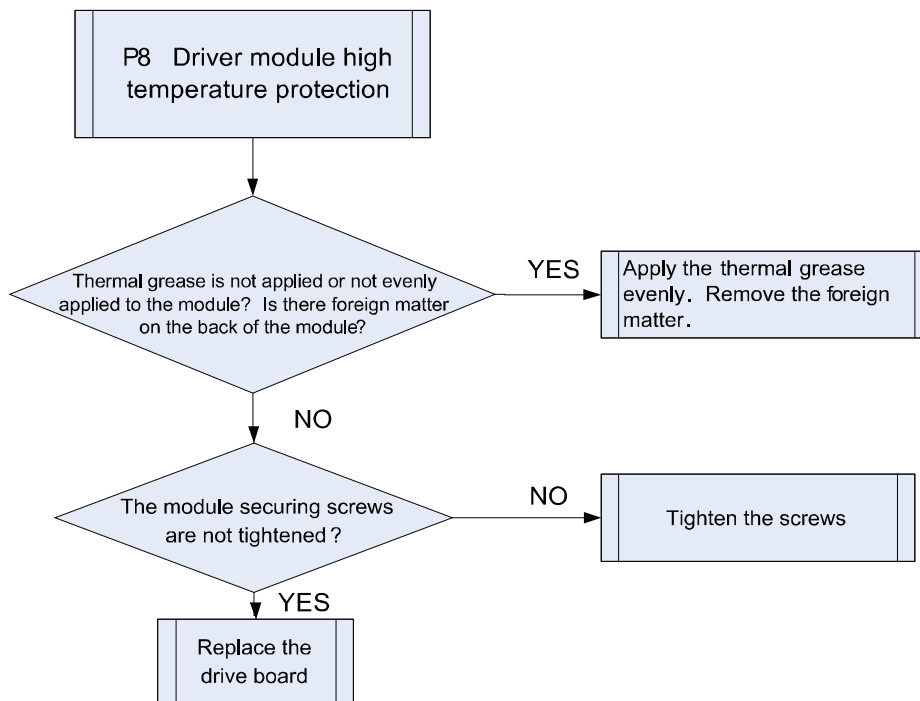 P8 Driver module high
temperature protection
Thermal grease is not applied or not evenly
applied to the module? Is there foreign matter
on the back of the module?
YES
Apply the thermal grease
evenly. Remove the foreign
matter.
NO
The module securing screws
are not tightened?
NO
Tighten the screws
YES
Replace the
drive board